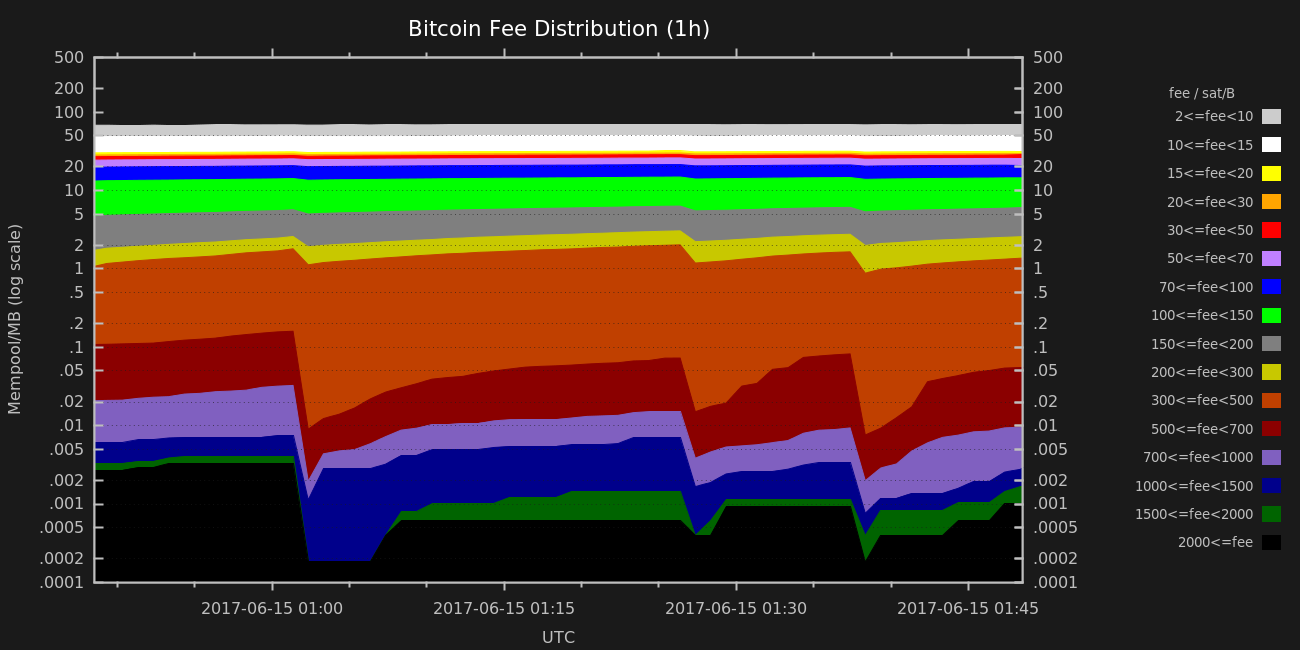 Bitcoin Fee Distribution (1h)
Mempool/MB (log scale)
500
200
100
50
20
10
5
2
1
.5
.2
.1
.05
.02
.01
.005
.002
.001
.0005
.0002
.0001
500
200
100
50
20
10
5
2
1
.5
.2
.1
.05
.02
.01
.005
.002
.001
.0005
.0002
.0001
2017-06-15 01:00
2017-06-15 01:15
2017-06-15 01:30
2017-06-15 01:45
UTC
fee / sat/B
2<=fee<10
10<=fee<15
15<=fee<20
20<=fee<30
30<=fee<50
50<=fee<70
70<=fee<100
100<=fee<150
150<=fee<200
200<=fee<300
300<=fee<500
500<=fee<700
700<=fee<1000
1000<=fee<1500
1500<=fee<2000
2000<=fee